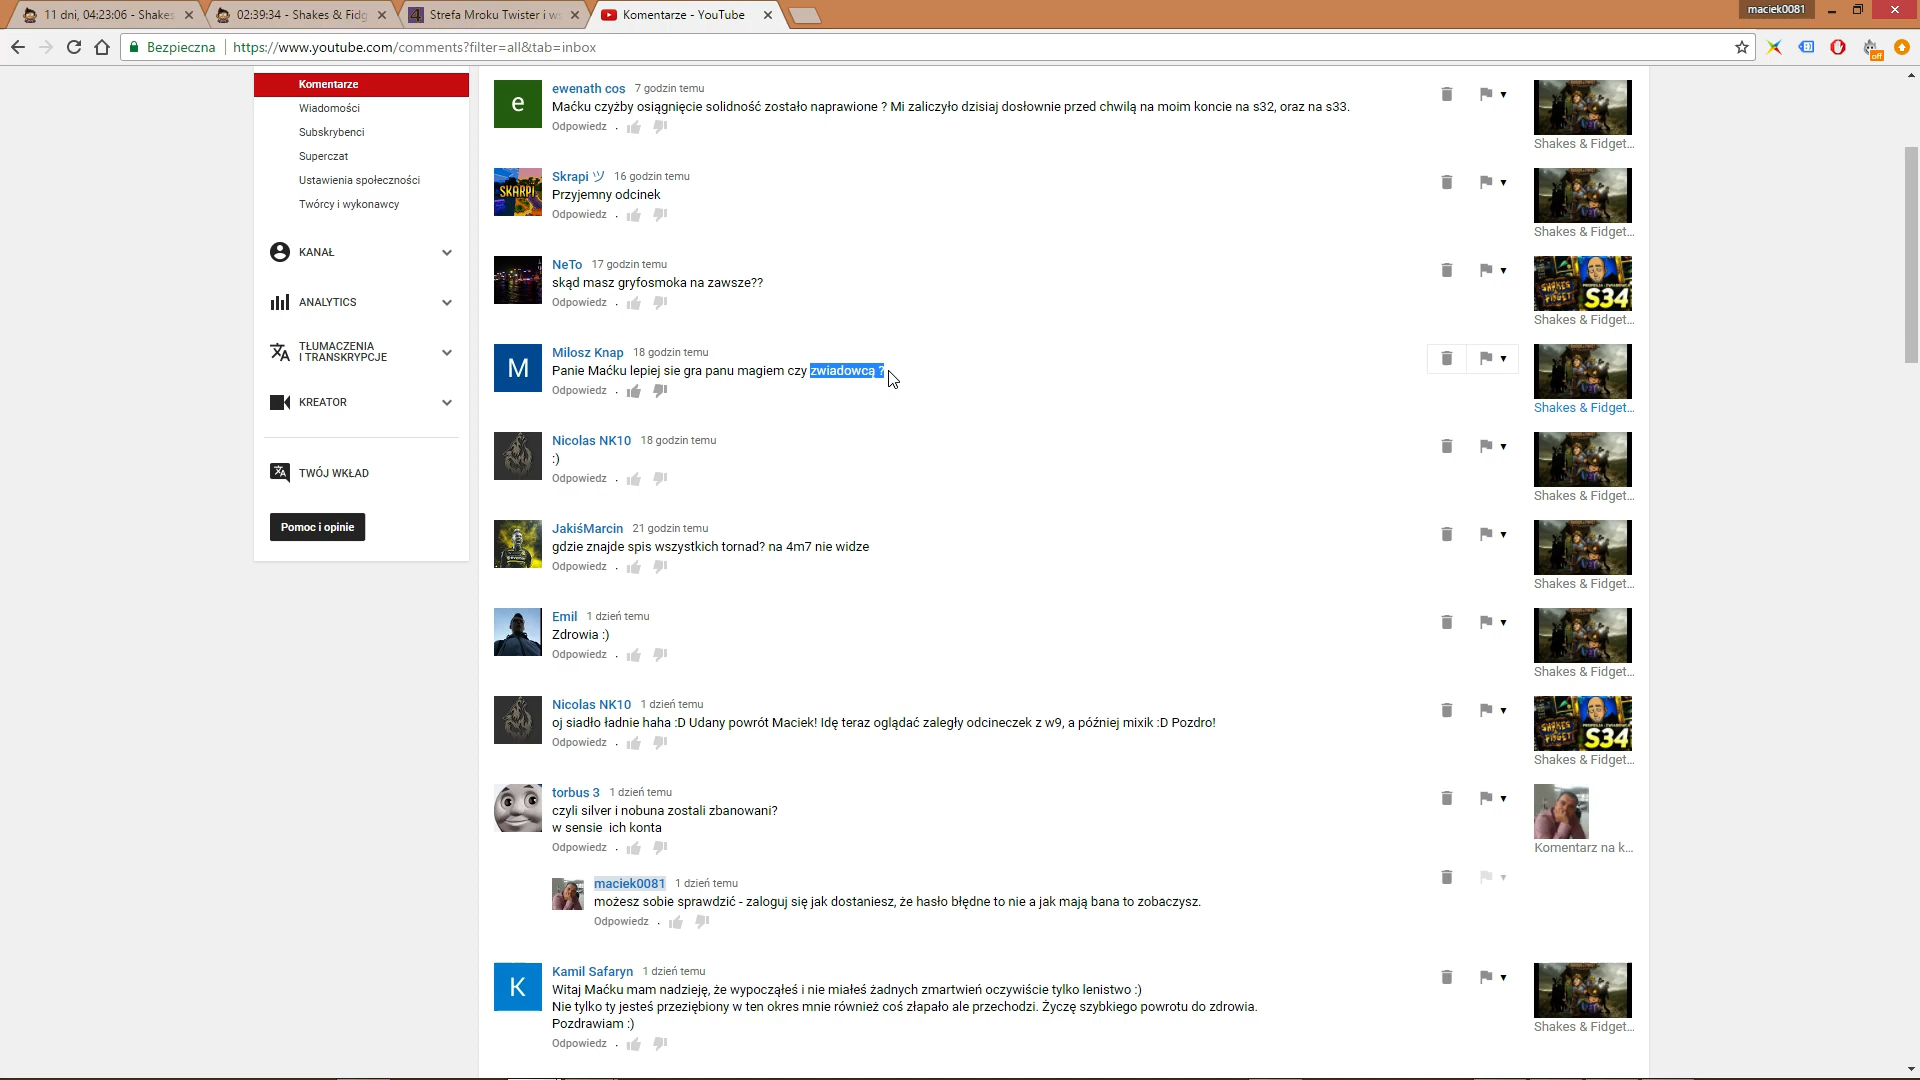 11 dni, 04:23:06 - Shakes
02:39:34 - Shakes & Fidg
Strefa Mroku Twister i ws
Komentarze - YouTube
maciek0081
Bezpieczna
https://www.youtube.com/comments?filter=all&tab=inbox
off
Komentarze
Wiadomości
Subskrybenci
Superczat
Ustawienia społeczności
Twórcy i wykonawcy
KANAŁ
ANALYTICS
TŁUMACZENIA
I TRANSKRYPCJE
KREATOR
TWÓJ WKŁAD
Pomoc i opinie
e
ewenath cos 7 godzin temu
Maćku czyżby osiągnięcie solidność zostało naprawione ? Mi zaliczyło dzisiaj dosłownie przed chwilą na moim koncie na s32, oraz na s33.
Odpowiedz .
Shakes & Fidget...
SKARPI
Skrapi ツ 16 godzin temu
Przyjemny odcinek
Odpowiedz .
Shakes & Fidget...
NeTo 17 godzin temu
skąd masz gryfosmoka na zawsze??
Odpowiedz .
SHAKES
FIDGET
S34
Shakes & Fidget...
M
Milosz Knap 18 godzin temu
Panie Maćku lepiej sie gra panu magiem czy zwiadowcą ?
Odpowiedz .
Shakes & Fidget...
Nicolas NK10 18 godzin temu
:)
Odpowiedz .
Shakes & Fidget...
JakiśMarcin 21 godzin temu
gdzie znajde spis wszystkich tornad? na 4m7 nie widze
Odpowiedz .
Shakes & Fidget...
Emil 1 dzień temu
Zdrowia :)
Odpowiedz .
Shakes & Fidget...
Nicolas NK10 1 dzień temu
oj siadło ładnie haha :D Udany powrót Maciek! Idę teraz oglądać zaległy odcineczek z w9, a później mixik :D Pozdro!
Odpowiedz .
SHAKES
FIDGET
S34
Shakes & Fidget...
torbus 3 1 dzień temu
czyli silver i nobuna zostali zbanowani?
w sensie ich konta
Odpowiedz .
Komentarz na k...
maciek0081 1 dzień temu
możesz sobie sprawdzić - zaloguj się jak dostaniesz, że hasło błędne to nie a jak mają bana to zobaczysz.
Odpowiedz .
K
Kamil Safaryn 1 dzień temu
Witaj Maćku mam nadzieję, że wypocząłeś i nie miałeś żadnych zmartwień oczywiście tylko lenistwo :)
Nie tylko ty jesteś przeziębiony w ten okres mnie również coś złapało ale przechodzi. Życzę szybkiego powrotu do zdrowia.
Pozdrawiam :)
Odpowiedz .
Shakes & Fidget...